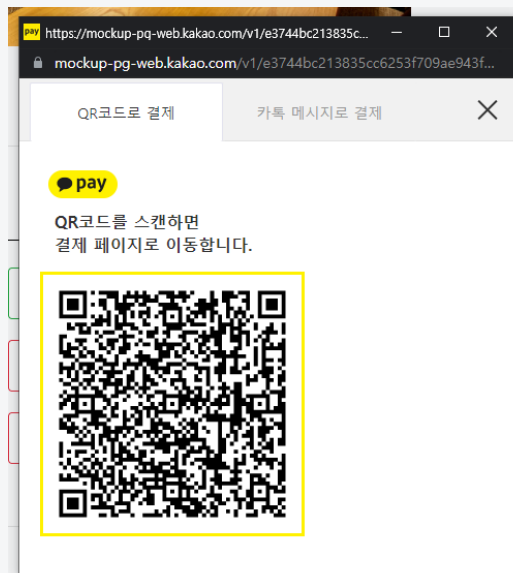 pay https://mockup-pg-web.kakao.com/v1/e3744bc213835c...
mockup-pg-web.kakao.com/v1/e3744bc213835cc6253f709ae943f...
QR코드로 결제
카톡 메시지로 결제
pay
QR코드를 스캔하면
결제 페이지로 이동합니다.